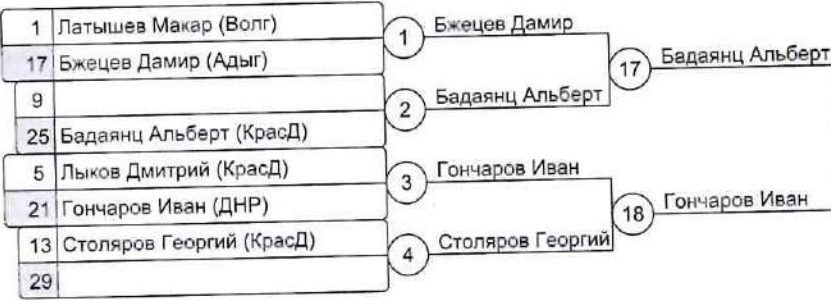 1 Латышев Макар (Волг)
17 Бжецев Дамир (Адыг)
1 Бжецев Дамир
9
25 Бадаянц Альберт (КрасД)
2 Бадаянц Альберт
17 Бадаянц Альберт
5 Лыков Дмитрий (КрасД)
21 Гончаров Иван (ДНР)
3 Гончаров Иван
13 Столяров Георгий (КрасД)
29
4 Столяров Георгий
18 Гончаров Иван